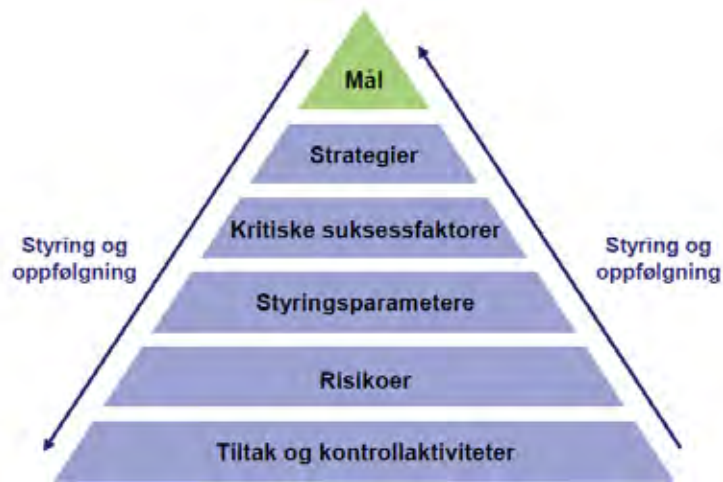 Mål
Strategier
Kritiske suksessfaktorer
Styring og
oppfølgning
Styring og
oppfølgning
Styringsparametere
Risikoer
Tiltak og kontrollaktiviteter